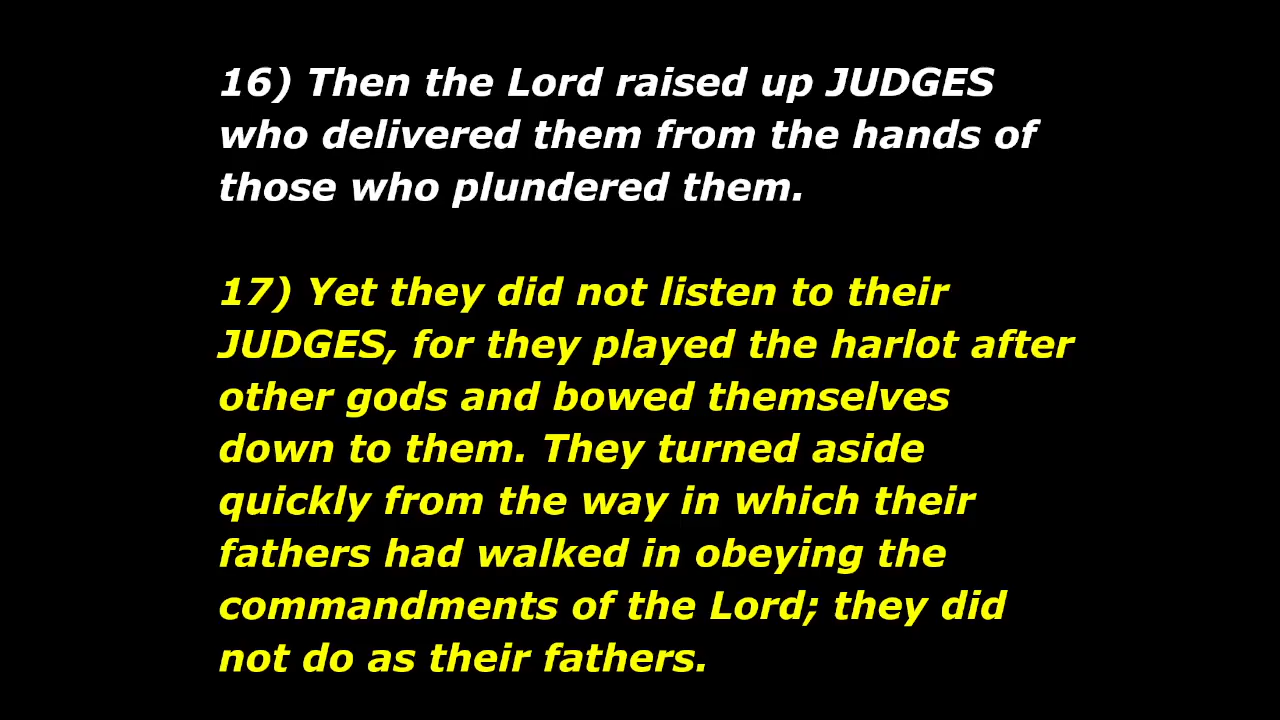 16) Then the Lord raised up JUDGES
who delivered them from the hands of
those who plundered them.
17) Yet they did not listen to their
JUDGES, for they played the harlot after
other gods and bowed themselves
down to them. They turned aside
quickly from the way in which their
fathers had walked in obeying the
commandments of the Lord; they did
not do as their fathers.